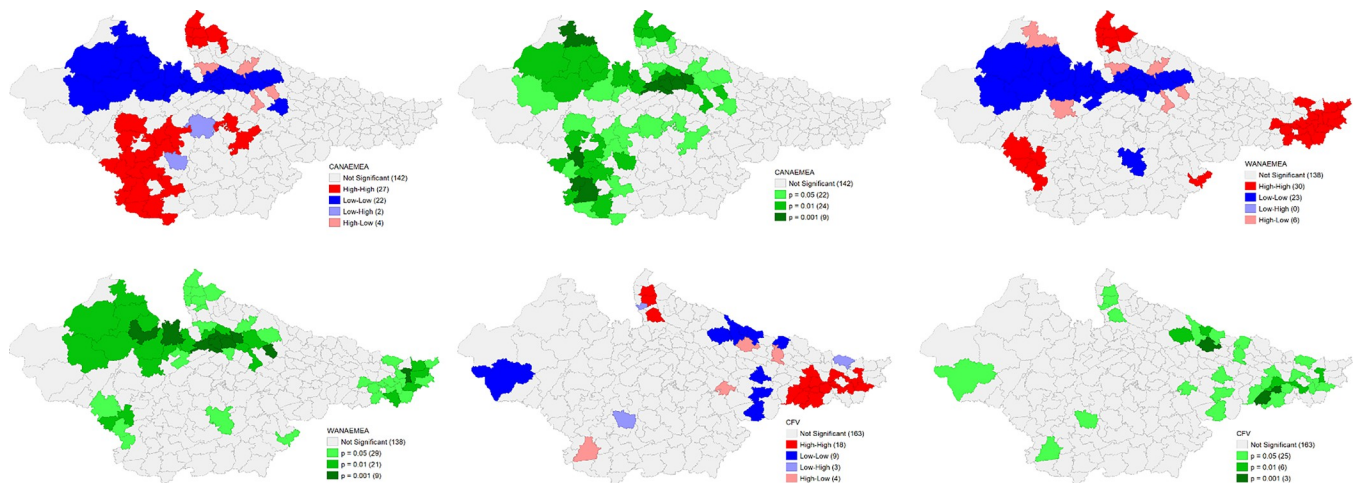 CANAEMEA
Not Significant (142)
High-High (27)
Low-Low (22)
Low-High (2)
High-Low (4)
CANAEMEA
Not Significant (142)
p = 0.05 (22)
p = 0.01 (24)
p = 0.001 (9)
WANAEMEA
Not Significant (138)
High-High (30)
Low-Low (23)
Low-High (0)
High-Low (6)
WANAEMEA
Not Significant (138)
p = 0.05 (29)
p = 0.01 (21)
p = 0.001 (9)
CFV
Not Significant (163)
High-High (18)
Low-Low (9)
Low-High (3)
High-Low (4)
CFV
Not Significant (163)
p = 0.05 (25)
p = 0.01 (6)
p = 0.001 (3)